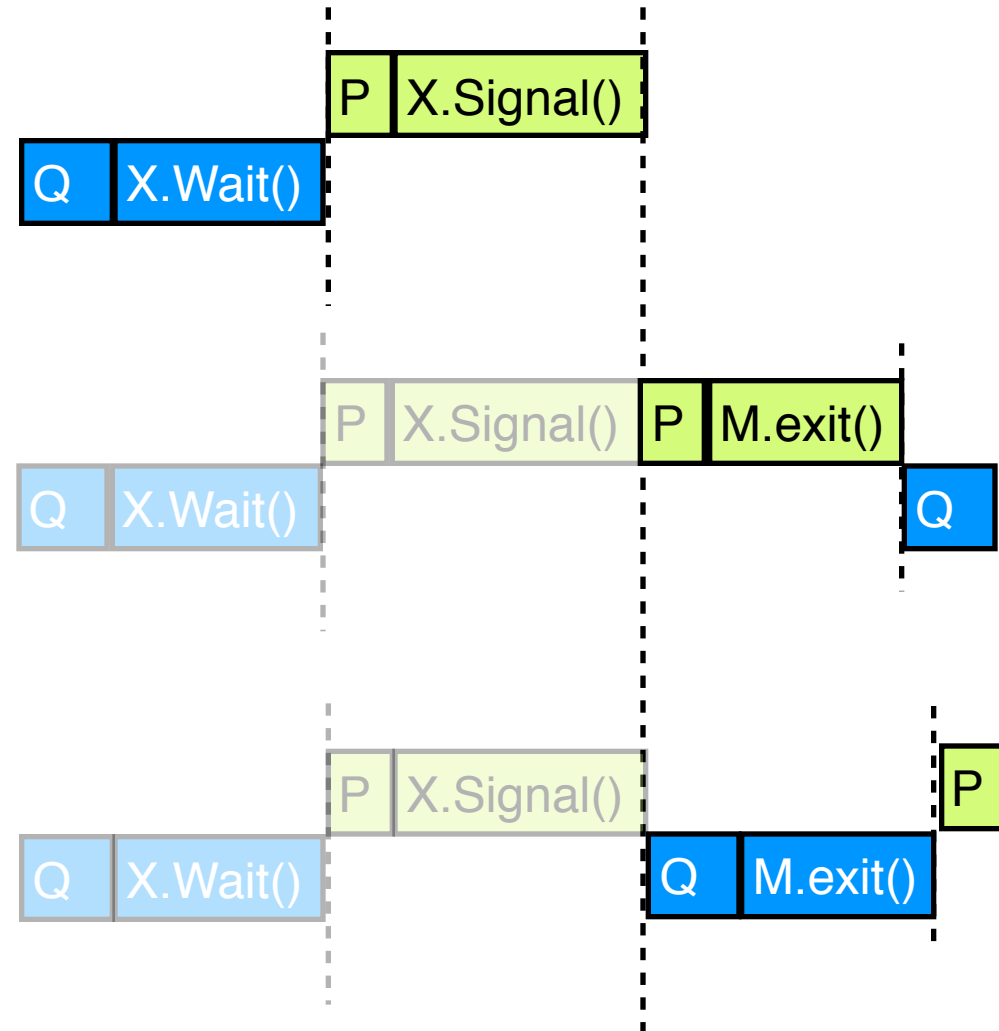 P X.Signal()
Q X.Wait()
P X.Signal() P M.exit()
Q X.Wait() Q
P X.Signal() P
Q X.Wait() Q M.exit()